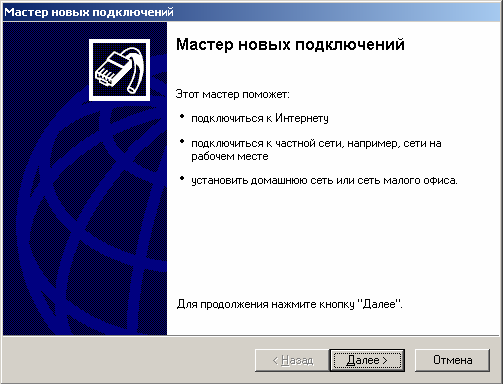 Мастер новых подключений
Мастер новых подключений
Этот мастер поможет:
• подключиться к Интернету
• подключиться к частной сети, например, сети на
рабочем месте
• установить домашнюю сеть или сеть малого офиса.
Для продолжения нажмите кнопку "Далее".
< Назад Далее > Отмена